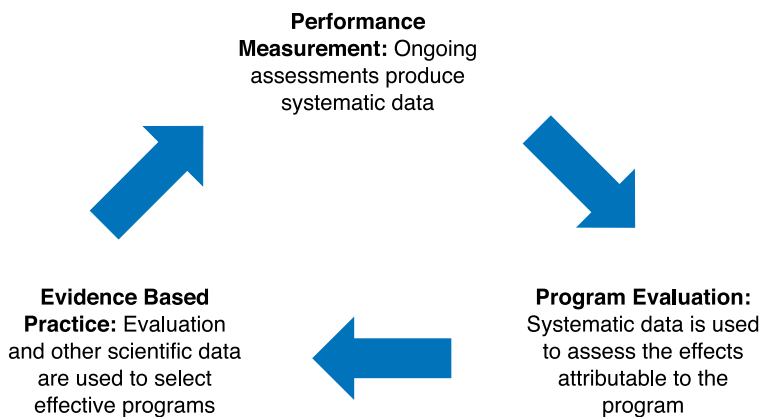 Performance
Measurement: Ongoing
assessments produce
systematic data
Evidence Based
Practice: Evaluation
and other scientific data
are used to select
effective programs
Program Evaluation:
Systematic data is used
to assess the effects
attributable to the
program